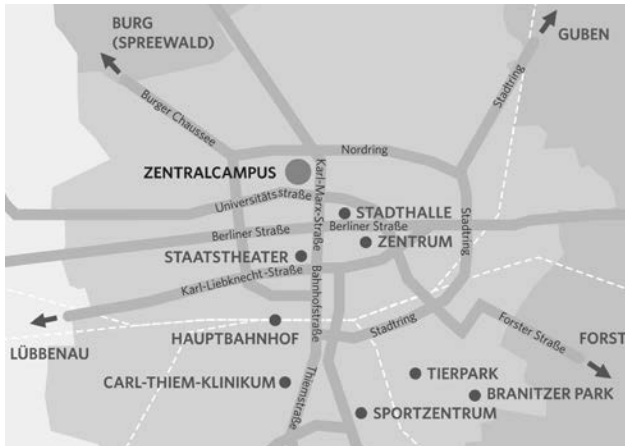 BURG
(SPREEWALD)
GUBEN
Burger Chaussee
Stadtring
Nordring
ZENTRALCAMPUS
Karl-Marx-Straße
Universitätsstraße
STADTHALLE
Stadtring
Berliner Straße
Berliner Straße
ZENTRUM
STAATSTHEATER
Karl-Liebknecht-Straße
Bahnhofstraße
HAUPTBAHNHOF
Stadtring
LÜBBENAU
Forster Straße
FORST
Thiemstraße
CARL-THIEM-KLINIKUM
TIERPARK
BRANITZER PARK
SPORTZENTRUM